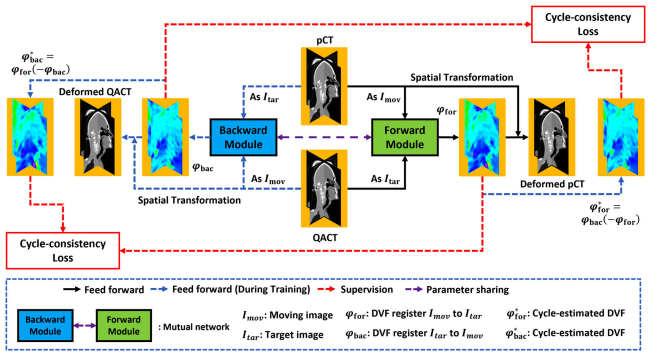 Cycle-consistency
Loss
pCT
φ*bac =
φfor(−φbac)
Spatial Transformation
Deformed QACT
As Itar
As Imov
φfor
Backward
Module
Forward
Module
φbac
As Imov
As Itar
Deformed pCT
Spatial Transformation
φ*for =
φbac(−φfor)
QACT
Cycle-consistency
Loss
Feed forward
Feed forward (During Training)
Supervision
Parameter sharing
Backward
Module
Forward
Module
: Mutual network
Imov: Moving image
φfor: DVF register Imov to Itar
φ*for: Cycle-estimated DVF
Itar: Target image
φbac: DVF register Itar to Imov
φ*bac: Cycle-estimated DVF